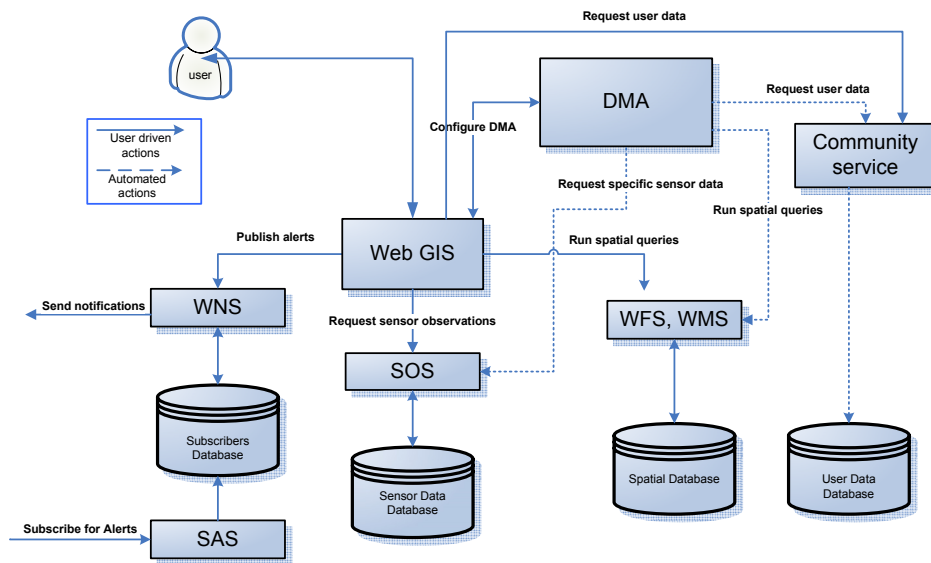 Request user data
user
DMA
Request user data
User driven
actions
Automated
actions
Configure DMA
Community
service
Request specific sensor data
Run spatial queries
Publish alerts
Web GIS
Run spatial queries
Send notifications
WNS
Request sensor observations
WFS, WMS
SOS
Subscribers
Database
Sensor Data
Database
Spatial Database
User Data
Database
Subscribe for Alerts
SAS